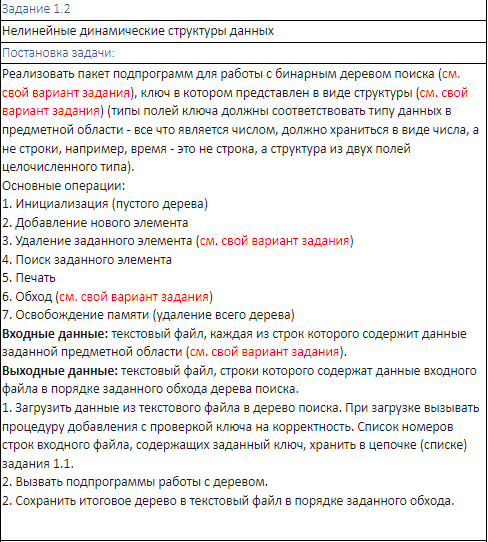 Задание 1.2
Нелинейные динамические структуры данных
Постановка задачи:
Реализовать пакет подпрограмм для работы с бинарным деревом поиска (см.
свой вариант задания), ключ в котором представлен в виде структуры (см. свой
вариант задания) (типы полей ключа должны соответствовать типу данных в
предметной области - все что является числом, должно храниться в виде числа, а
не строки, например, время - это не строка, а структура из двух полей
целочисленного типа).
Основные операции:
1. Инициализация (пустого дерева)
2. Добавление нового элемента
3. Удаление заданного элемента (см. свой вариант задания)
4. Поиск заданного элемента
5. Печать
6. Обход (см. свой вариант задания)
7. Освобождение памяти (удаление всего дерева)
Входные данные: текстовый файл, каждая из строк которого содержит данные
заданной предметной области (см. свой вариант задания).
Выходные данные: текстовый файл, строки которого содержат данные входного
файла в порядке заданного обхода дерева поиска.
1. Загрузить данные из текстового файла в дерево поиска. При загрузке вызывать
процедуру добавления с проверкой ключа на корректность. Список номеров
строк входного файла, содержащих заданный ключ, хранить в цепочке (списке)
задания 1.1.
2. Вызвать подпрограммы работы с деревом.
2. Сохранить итоговое дерево в текстовый файл в порядке заданного обхода.